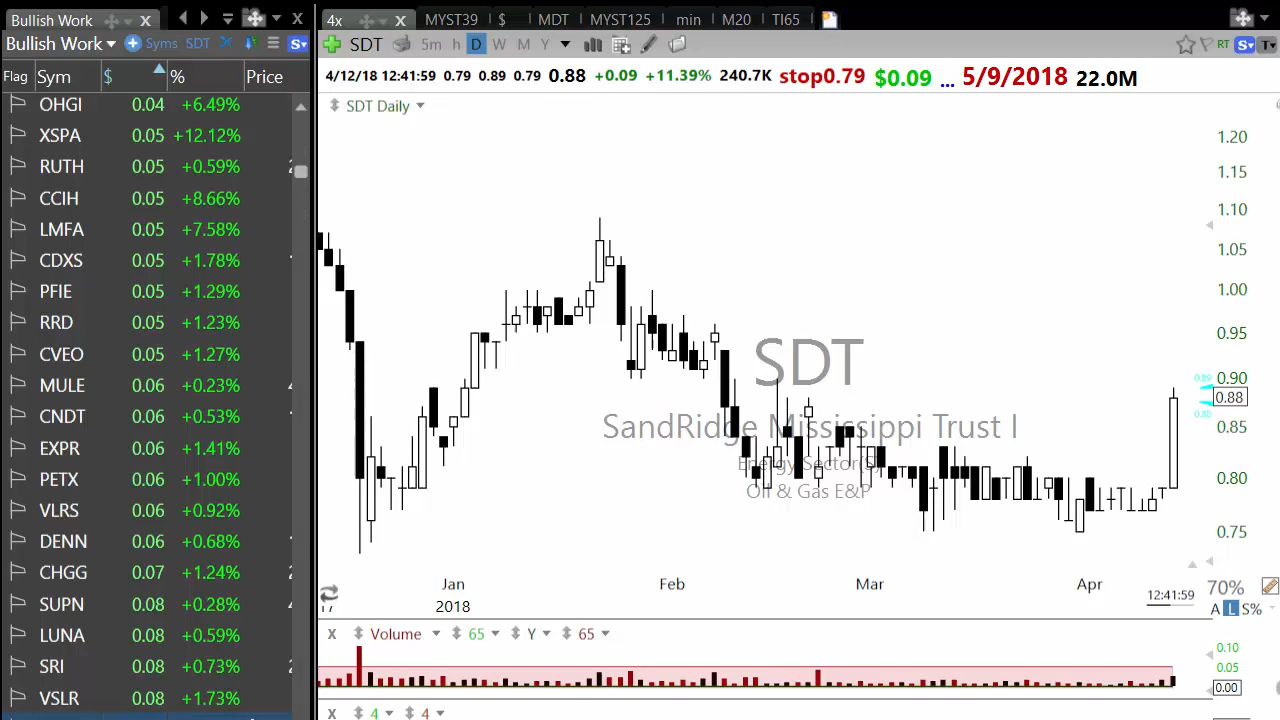 Bullish Work X
Bullish Work Syms SDT
Flag Sym $ % Price
OHGI 0.04 +6.49%
XSPA 0.05 +12.12%
RUTH 0.05 +0.59%
CCIH 0.05 +8.66%
LMFA 0.05 +7.58%
CDXS 0.05 +1.78%
PFIE 0.05 +1.29%
RRD 0.05 +1.23%
CVEO 0.05 +1.27%
MULE 0.06 +0.23%
CNDT 0.06 +0.53%
EXPR 0.06 +1.41%
PETX 0.06 +1.00%
VLRS 0.06 +0.92%
DENN 0.06 +0.68%
CHGG 0.07 +1.24%
SUPN 0.08 +0.28%
LUNA 0.08 +0.59%
SRI 0.08 +0.73%
VSLR 0.08 +1.73%
4x X MYST39 $ MDT MYST125 min M20 TI65
SDT 5m h D W M Y RT S T
4/12/18 12:41:59 0.79 0.89 0.79 0.88 +0.09 +11.39% 240.7K stop0.79 $0.09 ... 5/9/2018 22.0M
SDT Daily
1.20
1.15
1.10
1.05
1.00
0.95
0.90
0.89
0.88
0.85
0.80
0.75
SDT
SandRidge Mississippi Trust I
Energy Sector(S)
Oil & Gas E&P
Jan Feb Mar Apr
17 2018
12:41:59
70%
A L S%
X Volume 65 Y 65
0.10
0.05
0.00
X 4 4